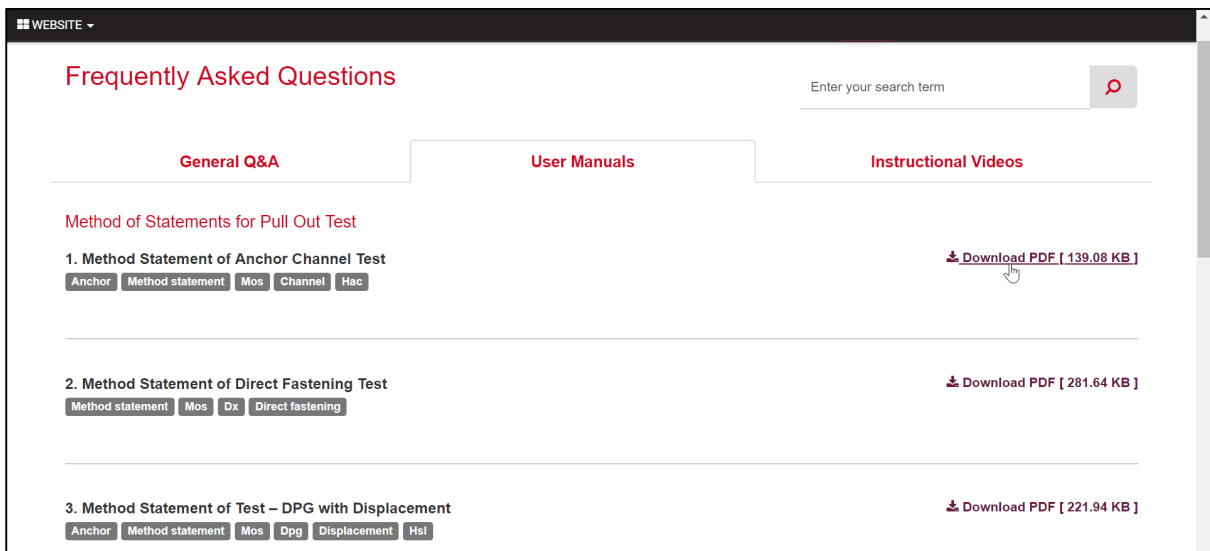 WEBSITE
Frequently Asked Questions
Enter your search term
General Q&A
User Manuals
Instructional Videos
Method of Statements for Pull Out Test
1. Method Statement of Anchor Channel Test
Download PDF [ 139.08 KB ]
Anchor Method statement Mos Channel Hac
2. Method Statement of Direct Fastening Test
Download PDF [ 281.64 KB ]
Method statement Mos Dx Direct fastening
3. Method Statement of Test – DPG with Displacement
Download PDF [ 221.94 KB ]
Anchor Method statement Mos Dpg Displacement Hsl